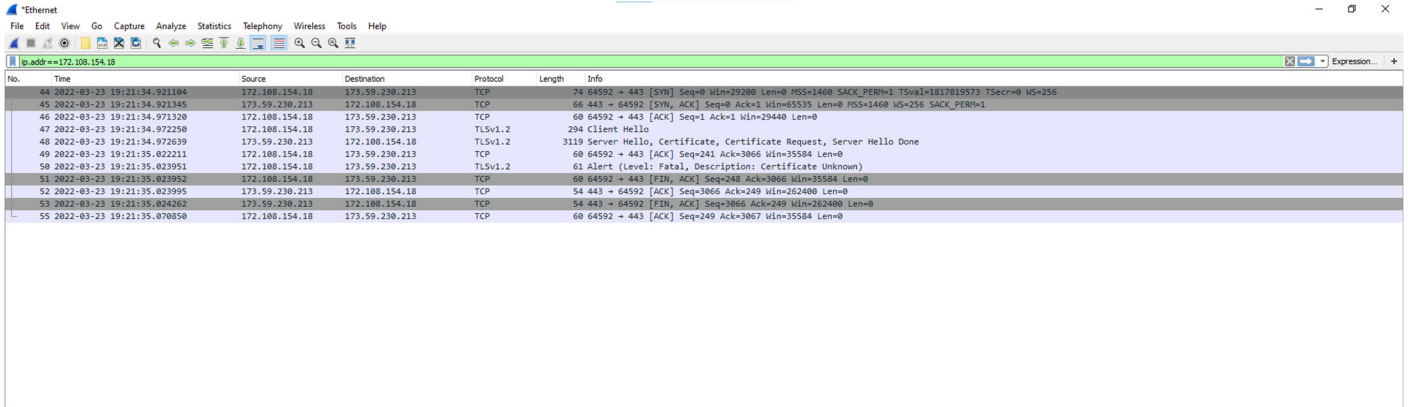 *Ethernet
File Edit View Go Capture Analyze Statistics Telephony Wireless Tools Help
ip.addr==172.108.154.18 Expression... +
No. Time Source Destination Protocol Length Info
44 2022-03-23 19:21:34.921104 172.108.154.18 173.59.230.213 TCP 74 64592 → 443 [SYN] Seq=0 Win=29200 Len=0 MSS=1460 SACK_PERM=1 TSval=1817819573 TSecr=0 WS=256
45 2022-03-23 19:21:34.921345 173.59.230.213 172.108.154.18 TCP 66 443 → 64592 [SYN, ACK] Seq=0 Ack=1 Win=65535 Len=0 MSS=1460 WS=256 SACK_PERM=1
46 2022-03-23 19:21:34.971320 172.108.154.18 173.59.230.213 TCP 60 64592 → 443 [ACK] Seq=1 Ack=1 Win=29440 Len=0
47 2022-03-23 19:21:34.972250 172.108.154.18 173.59.230.213 TLSv1.2 294 Client Hello
48 2022-03-23 19:21:34.972639 173.59.230.213 172.108.154.18 TLSv1.2 3119 Server Hello, Certificate, Certificate Request, Server Hello Done
49 2022-03-23 19:21:35.022211 172.108.154.18 173.59.230.213 TCP 60 64592 → 443 [ACK] Seq=241 Ack=3066 Win=35584 Len=0
50 2022-03-23 19:21:35.023951 172.108.154.18 173.59.230.213 TLSv1.2 61 Alert (Level: Fatal, Description: Certificate Unknown)
51 2022-03-23 19:21:35.023952 172.108.154.18 173.59.230.213 TCP 60 64592 → 443 [FIN, ACK] Seq=248 Ack=3066 Win=35584 Len=0
52 2022-03-23 19:21:35.023995 173.59.230.213 172.108.154.18 TCP 54 443 → 64592 [ACK] Seq=3066 Ack=249 Win=262400 Len=0
53 2022-03-23 19:21:35.024262 173.59.230.213 172.108.154.18 TCP 54 443 → 64592 [FIN, ACK] Seq=3066 Ack=249 Win=262400 Len=0
55 2022-03-23 19:21:35.070850 172.108.154.18 173.59.230.213 TCP 60 64592 → 443 [ACK] Seq=249 Ack=3067 Win=35584 Len=0